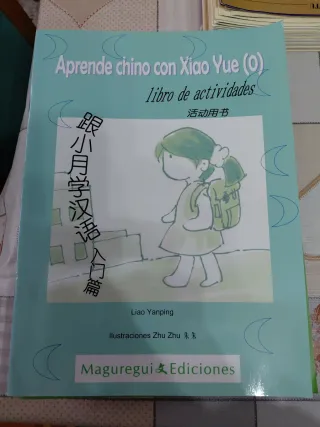 Aprende chino con Xiao Yue (0)
libro de actividades
活动用书
跟小月学汉语入门篇
Liao Yanping
Ilustraciones Zhu Zhu 朱朱
Maguregui Ediciones